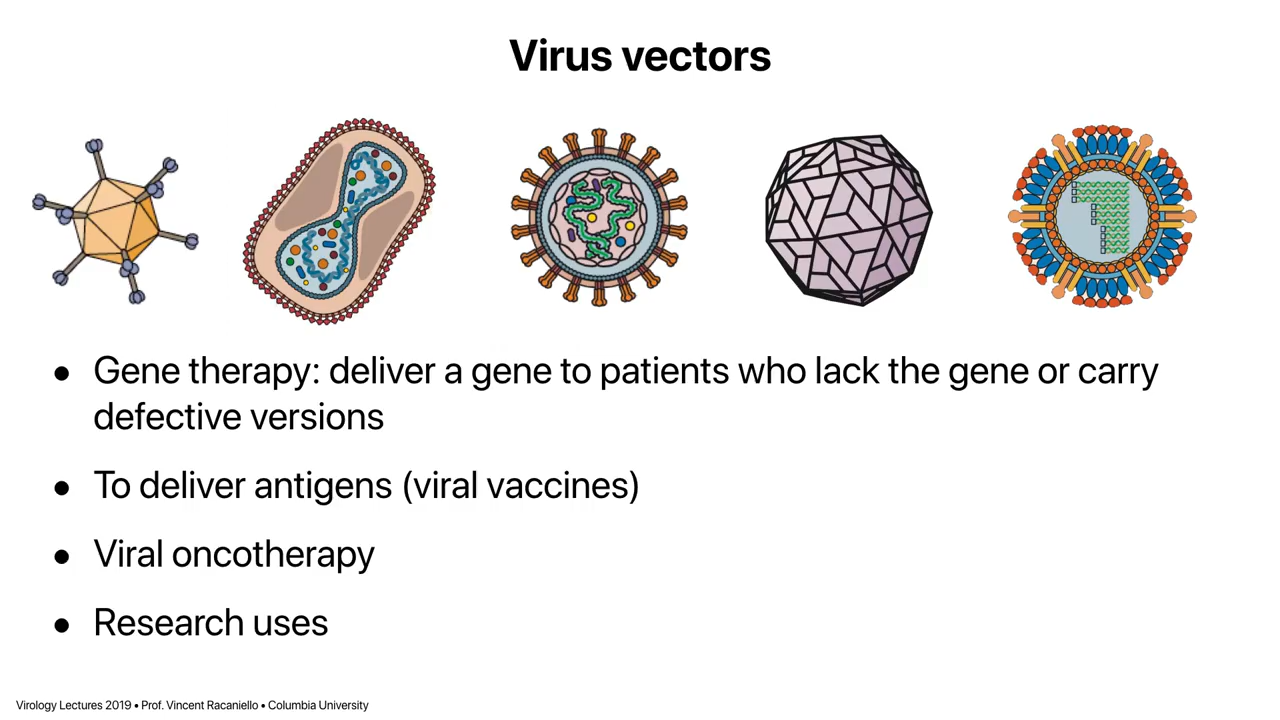 Virus vectors
• Gene therapy: deliver a gene to patients who lack the gene or carry
defective versions
• To deliver antigens (viral vaccines)
• Viral oncotherapy
• Research uses
Virology Lectures 2019 • Prof. Vincent Racaniello • Columbia University